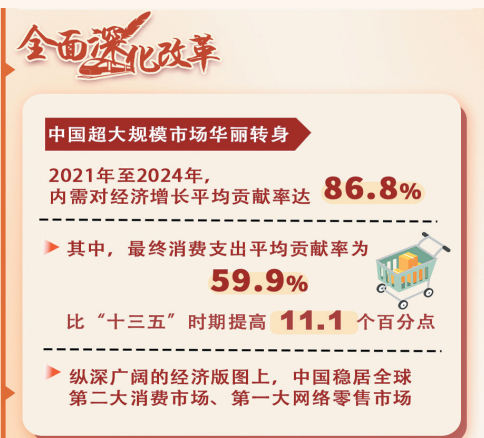 全面深化改革
中国超大规模市场华丽转身
2021年至2024年，
内需对经济增长平均贡献率达 86.8%
其中，最终消费支出平均贡献率为
59.9%
比“十三五”时期提高 11.1 个百分点
纵深广阔的经济版图上，中国稳居全球
第二大消费市场、第一大网络零售市场